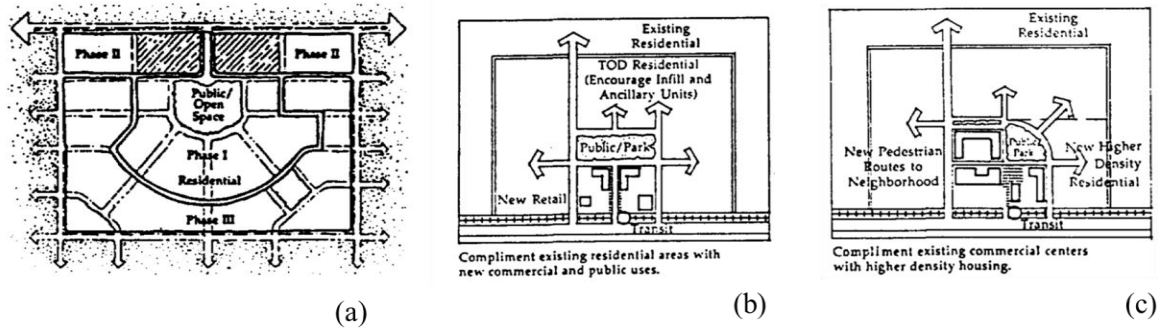 Phase II
Phase II
Public/
Open
Space
Phase I
Residential
Phase III
(a)
Existing
Residential
TOD Residential
(Encourage Infill and
Ancillary Units)
Public/Park
New Retail
Transit
Compliment existing residential areas with
new commercial and public uses.
(b)
Existing
Residential
New Pedestrian
Routes to
Neighborhood
Public/
Park
New Higher
Density
Residential
Transit
Compliment existing commercial centers
with higher density housing.
(c)